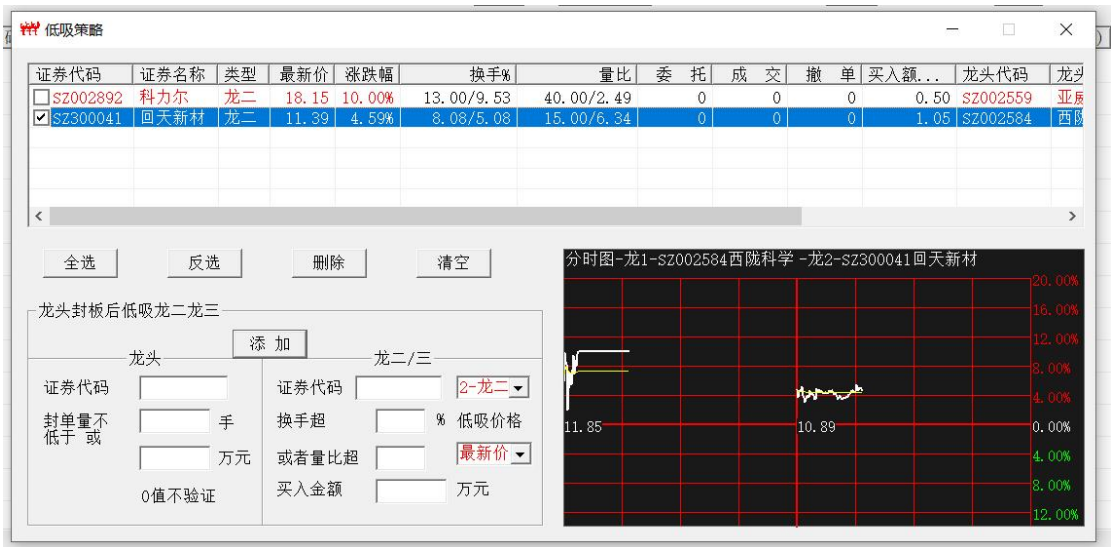 低吸策略
证券代码 证券名称 类型 最新价 涨跌幅 换手% 量比 委 托 成 交 撤 单 买入额... 龙头代码
SZ002892 科力尔 龙二 18.15 10.00% 13.00/9.53 40.00/2.49 0 0 0 0.50 SZ002559 亚威
SZ300041 回天新材 龙二 11.39 4.59% 8.08/5.08 15.00/6.34 0 0 0 1.05 SZ002584 西陇
全选 反选 删除 清空
龙头封板后低吸龙二龙三
添 加
龙头 龙二/三
证券代码 证券代码 2-龙二
封单量不低于 或 手 换手超 % 低吸价格
万元 或者量比超 最新价
0值不验证 买入金额 万元
分时图-龙1-SZ002584西陇科学 -龙2-SZ300041回天新材
20.00%
16.00%
12.00%
8.00%
4.00%
11.85 10.89 0.00%
4.00%
8.00%
12.00%